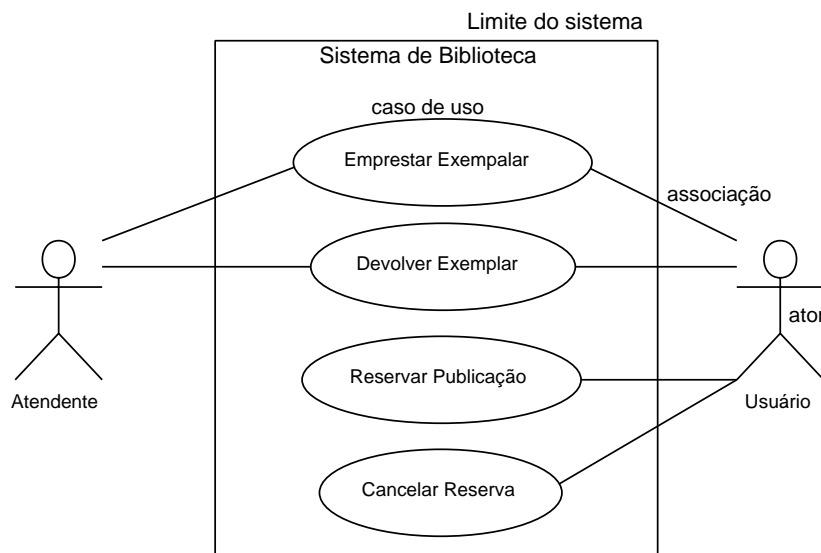 Limite do sistema
Sistema de Biblioteca
caso de uso
Emprestar Exempalar
associação
Devolver Exemplar
ator
Reservar Publicação
Atendente
Usuário
Cancelar Reserva